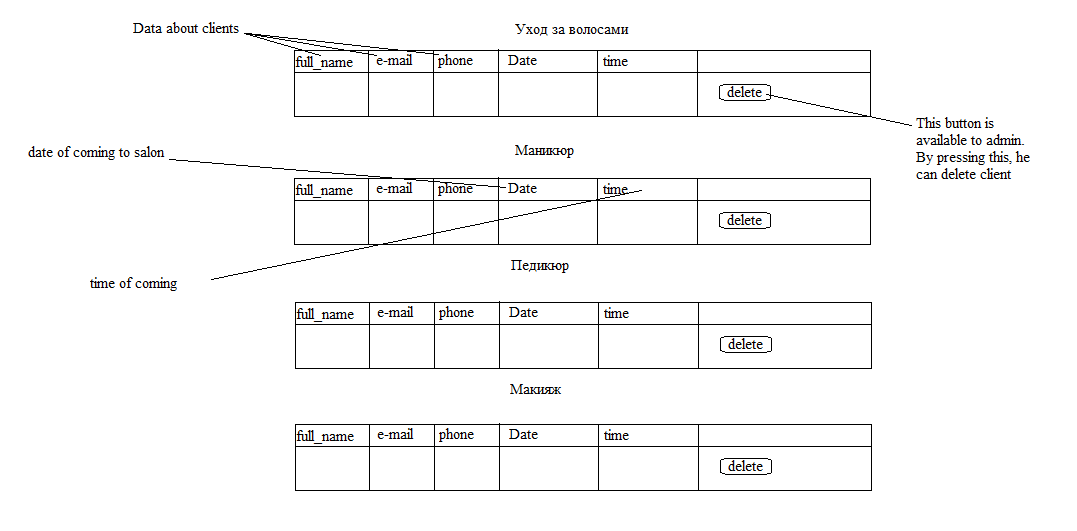 Data about clients
Уход за волосами
full_name e-mail phone Date time
delete
This button is
available to admin.
By pressing this, he
can delete client
date of coming to salon
Маникюр
full_name e-mail phone Date time
delete
time of coming
Педикюр
full_name e-mail phone Date time
delete
Макияж
full_name e-mail phone Date time
delete